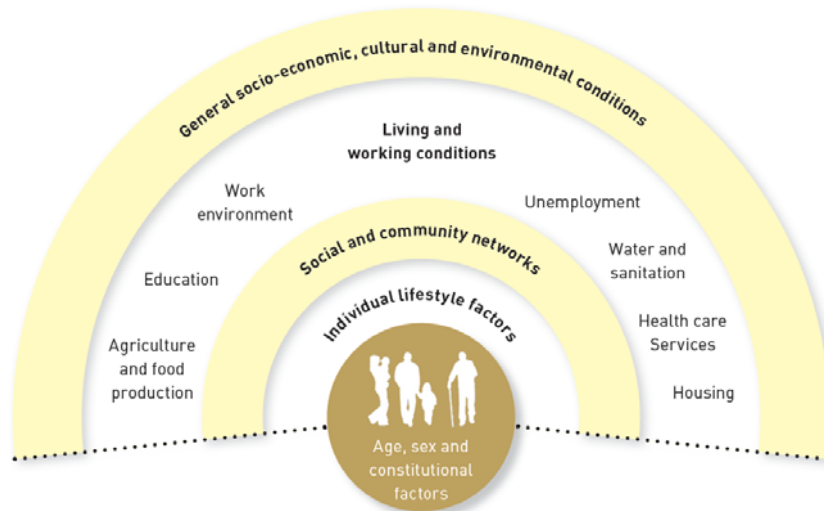 General socio-economic, cultural and environmental conditions
Living and
working conditions
Work
environment
Unemployment
Social and community networks
Water and
sanitation
Education
Individual lifestyle factors
Health care
Services
Agriculture
and food
production
Housing
Age, sex and
constitutional
factors